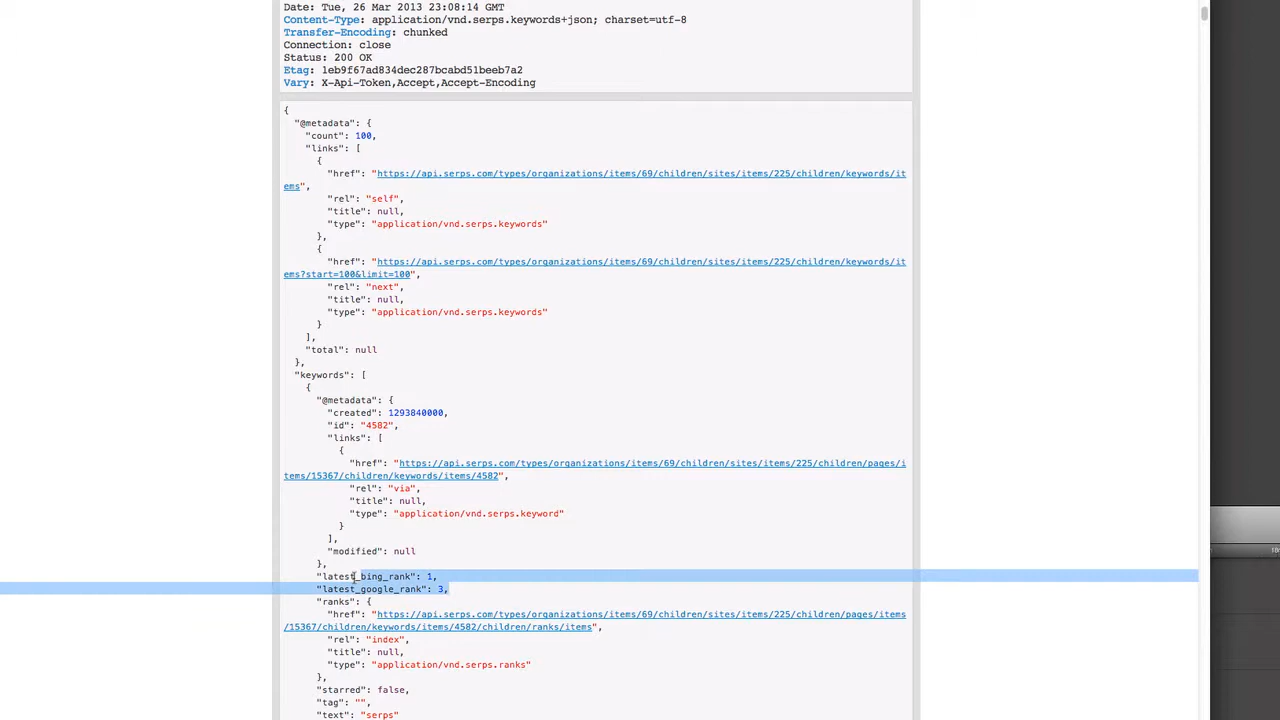 Date: Tue, 26 Mar 2013 23:08:14 GMT
Content-Type: application/vnd.serps.keywords+json; charset=utf-8
Transfer-Encoding: chunked
Connection: close
Status: 200 OK
Etag: 1eb9f67ad834dec287bcabd51beeb7a2
Vary: X-Api-Token,Accept,Accept-Encoding
{
"@metadata": {
"count": 100,
"links": [
{
"href": "https://api.serps.com/types/organizations/items/69/children/sites/items/225/children/keywords/it
ems",
"rel": "self",
"title": null,
"type": "application/vnd.serps.keywords"
},
{
"href": "https://api.serps.com/types/organizations/items/69/children/sites/items/225/children/keywords/it
ems?start=100&limit=100",
"rel": "next",
"title": null,
"type": "application/vnd.serps.keywords"
}
],
"total": null
},
"keywords": [
{
"@metadata": {
"created": 1293840000,
"id": "4582",
"links": [
{
"href": "https://api.serps.com/types/organizations/items/69/children/sites/items/225/children/pages/i
tems/15367/children/keywords/items/4582",
"rel": "via",
"title": null,
"type": "application/vnd.serps.keyword"
}
],
"modified": null
},
"latest_bing_rank": 1,
"latest_google_rank": 3,
"ranks": {
"href": "https://api.serps.com/types/organizations/items/69/children/sites/items/225/children/pages/items
/15367/children/keywords/items/4582/children/ranks/items",
"rel": "index",
"title": null,
"type": "application/vnd.serps.ranks"
},
"starred": false,
"tag": "",
"text": "serps"